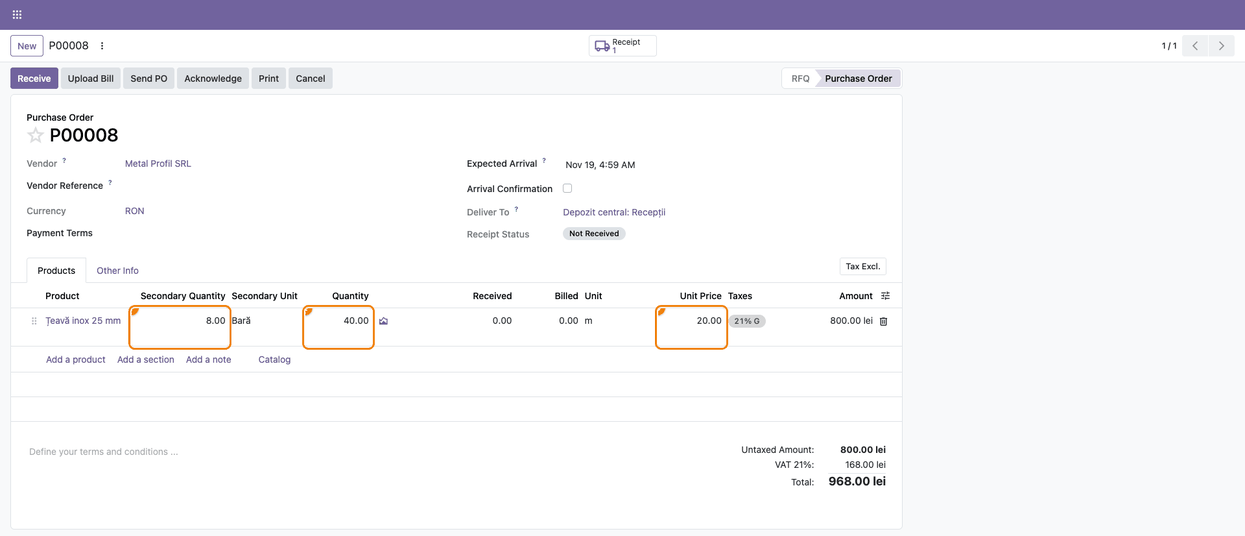 New P00008
Receipt
1
1 / 1
Receive Upload Bill Send PO Acknowledge Print Cancel
RFQ Purchase Order
Purchase Order
P00008
Vendor ? Metal Profil SRL
Expected Arrival ? Nov 19, 4:59 AM
Vendor Reference ?
Arrival Confirmation
Currency RON
Deliver To ? Depozit central: Recepții
Payment Terms
Receipt Status Not Received
Products Other Info
Tax Excl.
Product Secondary Quantity Secondary Unit Quantity Received Billed Unit Unit Price Taxes Amount
Țeavă inox 25 mm 8.00 Bară 40.00 0.00 0.00 m 20.00 21% G 800.00 lei
Add a product Add a section Add a note Catalog
Define your terms and conditions ...
Untaxed Amount: 800.00 lei
VAT 21%: 168.00 lei
Total: 968.00 lei